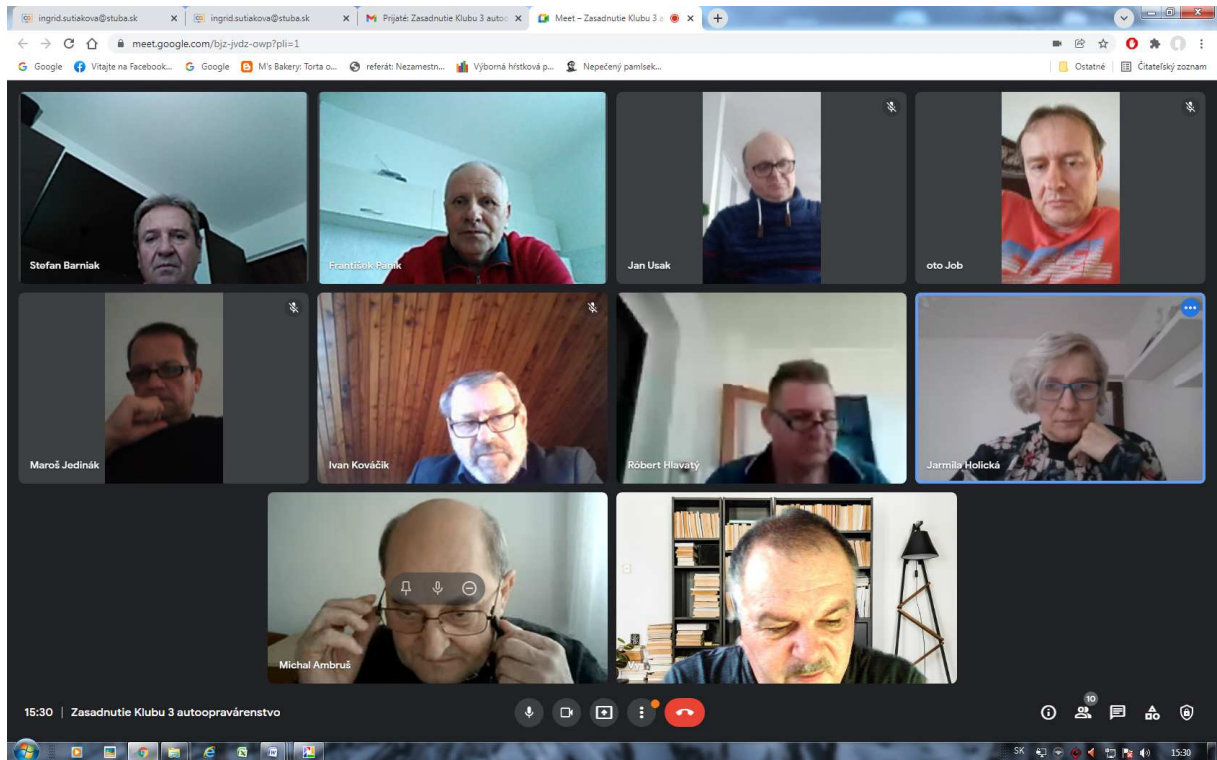 ingrid.sutiakova@stuba.sk
ingrid.sutiakova@stuba.sk
Prijaté: Zasadnutie Klubu 3 auto
Meet – Zasadnutie Klubu 3 a
meet.google.com/bjz-jvdz-owp?pli=1
Google
Vitajte na Facebook...
Google
M's Bakery: Torta o...
referát: Nezamestn...
Výborná hŕstková p...
Nepečený pamlsek...
Ostatné
Čitateľský zoznam
Stefan Barniak
František Paník
Jan Usak
oto Job
Maroš Jedinák
Ivan Kováčik
Róbert Hlavatý
Jarmila Holická
Michal Ambruš
Vy
15:30 | Zasadnutie Klubu 3 autoopravárenstvo
10
SK
15:30